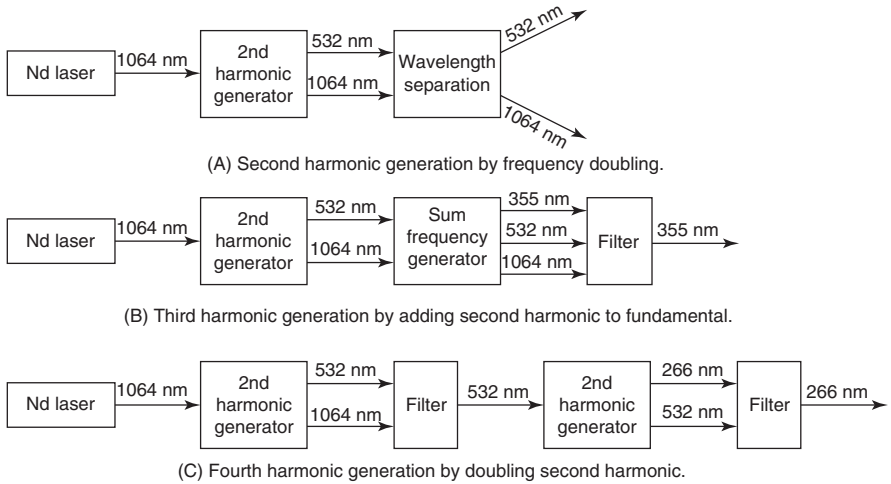 Nd laser
1064 nm
2nd
harmonic
generator
532 nm
1064 nm
Wavelength
separation
532 nm
1064 nm
(A) Second harmonic generation by frequency doubling.
Nd laser
1064 nm
2nd
harmonic
generator
532 nm
1064 nm
Sum
frequency
generator
355 nm
532 nm
1064 nm
Filter
355 nm
(B) Third harmonic generation by adding second harmonic to fundamental.
Nd laser
1064 nm
2nd
harmonic
generator
532 nm
1064 nm
Filter
532 nm
2nd
harmonic
generator
266 nm
532 nm
Filter
266 nm
(C) Fourth harmonic generation by doubling second harmonic.